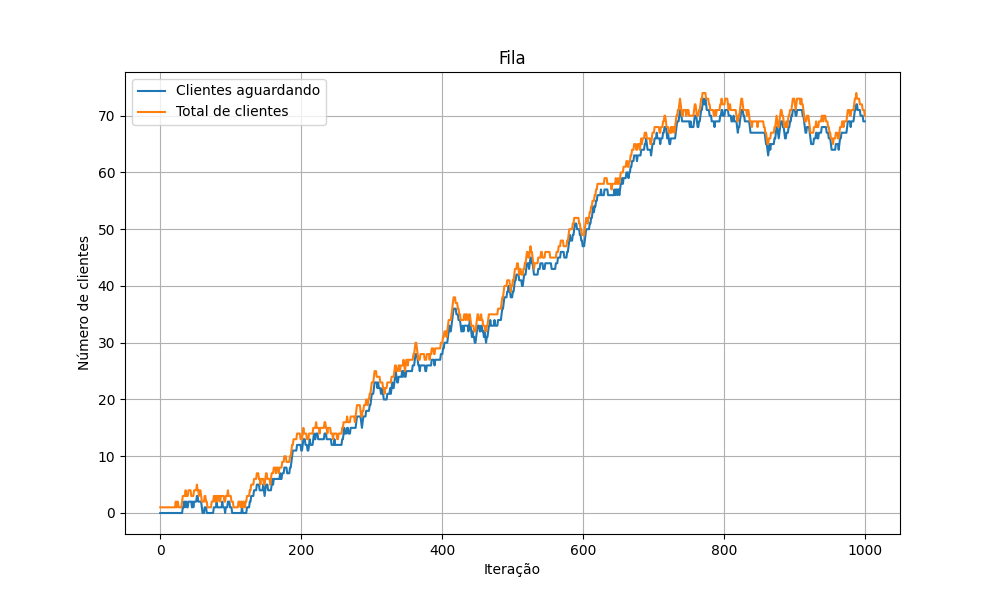 Fila
Clientes aguardando
Total de clientes
Número de clientes
70
60
50
40
30
20
10
0
0 200 400 600 800 1000
Iteração